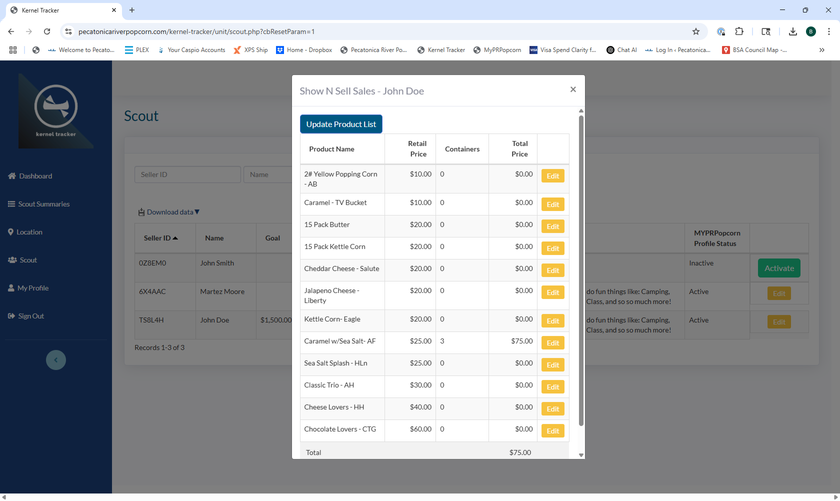 Kernel Tracker
pecatonicariverpopcorn.com/kernel-tracker/unit/scout.php?cbResetParam=1
B
Welcome to Pecato...
PLEX
Your Caspio Accounts
XPS Ship
Home - Dropbox
Pecatonica River Po...
Kernel Tracker
MyPRPopcorn
VISA
Visa Spend Clarity f...
Chat AI
Log In ‹ Pecatonica...
BSA Council Map –...
kernel tracker
Dashboard
Scout Summaries
Location
Scout
My Profile
Sign Out
Scout
Seller ID
Name
Download data▼
Seller ID
Name
Goal
MYPRPopcorn
Profile Status
0Z8EM0
John Smith
Inactive
Activate
6X4AAC
Martez Moore
do fun things like: Camping,
Class, and so so much more!
Active
Edit
TS8L4H
John Doe
$1,500.00
do fun things like: Camping,
Class, and so so much more!
Active
Edit
Records 1-3 of 3
Show N Sell Sales - John Doe
×
Update Product List
Product Name
Retail
Price
Containers
Total
Price
2# Yellow Popping Corn
- AB
$10.00
0
$0.00
Edit
Caramel - TV Bucket
$10.00
0
$0.00
Edit
15 Pack Butter
$20.00
0
$0.00
Edit
15 Pack Kettle Corn
$20.00
0
$0.00
Edit
Cheddar Cheese - Salute
$20.00
0
$0.00
Edit
Jalapeno Cheese -
Liberty
$20.00
0
$0.00
Edit
Kettle Corn- Eagle
$20.00
0
$0.00
Edit
Caramel w/Sea Salt- AF
$25.00
3
$75.00
Edit
Sea Salt Splash - HLn
$25.00
0
$0.00
Edit
Classic Trio - AH
$30.00
0
$0.00
Edit
Cheese Lovers - HH
$40.00
0
$0.00
Edit
Chocolate Lovers - CTG
$60.00
0
$0.00
Edit
Total
$75.00